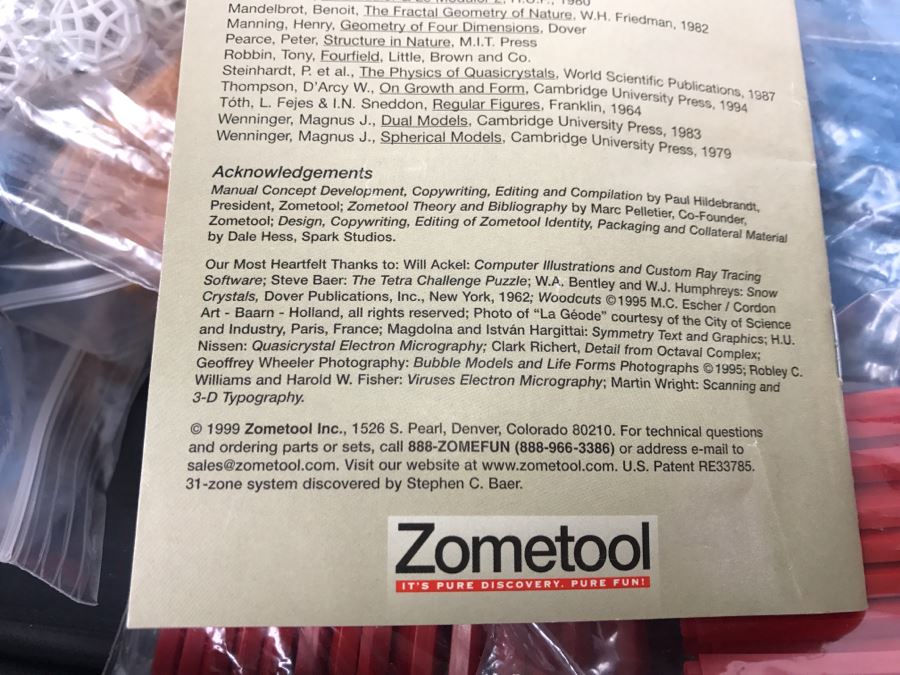 Mandelbrot, Benoit, The Fractal Geometry of Nature, W.H. Friedman, 1982
Manning, Henry, Geometry of Four Dimensions, Dover
Pearce, Peter, Structure in Nature, M.I.T. Press
Robbin, Tony, Fourfield, Little, Brown and Co.
Steinhardt, P. et al., The Physics of Quasicrystals, World Scientific Publications, 1987
Thompson, D'Arcy W., On Growth and Form, Cambridge University Press, 1994
Tóth, L. Fejes & I.N. Sneddon, Regular Figures, Franklin, 1964
Wenninger, Magnus J., Dual Models, Cambridge University Press, 1983
Wenninger, Magnus J., Spherical Models, Cambridge University Press, 1979
Acknowledgements
Manual Concept Development, Copywriting, Editing and Compilation by Paul Hildebrandt,
President, Zometool; Zometool Theory and Bibliography by Marc Pelletier, Co-Founder,
Zometool; Design, Copywriting, Editing of Zometool Identity, Packaging and Collateral Material
by Dale Hess, Spark Studios.
Our Most Heartfelt Thanks to: Will Ackel: Computer Illustrations and Custom Ray Tracing
Software; Steve Baer: The Tetra Challenge Puzzle; W.A. Bentley and W.J. Humphreys: Snow
Crystals, Dover Publications, Inc., New York, 1962; Woodcuts ©1995 M.C. Escher / Cordon
Art - Baarn - Holland, all rights reserved; Photo of "La Géode" courtesy of the City of Science
and Industry, Paris, France; Magdolna and István Hargittai: Symmetry Text and Graphics; H.U.
Nissen: Quasicrystal Electron Micrography; Clark Richert, Detail from Octaval Complex;
Geoffrey Wheeler Photography: Bubble Models and Life Forms Photographs ©1995; Robley C.
Williams and Harold W. Fisher: Viruses Electron Micrography; Martin Wright: Scanning and
3-D Typography.
© 1999 Zometool Inc., 1526 S. Pearl, Denver, Colorado 80210. For technical questions
and ordering parts or sets, call 888-ZOMEFUN (888-966-3386) or address e-mail to
sales@zometool.com. Visit our website at www.zometool.com. U.S. Patent RE33785.
31-zone system discovered by Stephen C. Baer.
Zometool
IT'S PURE DISCOVERY. PURE FUN!